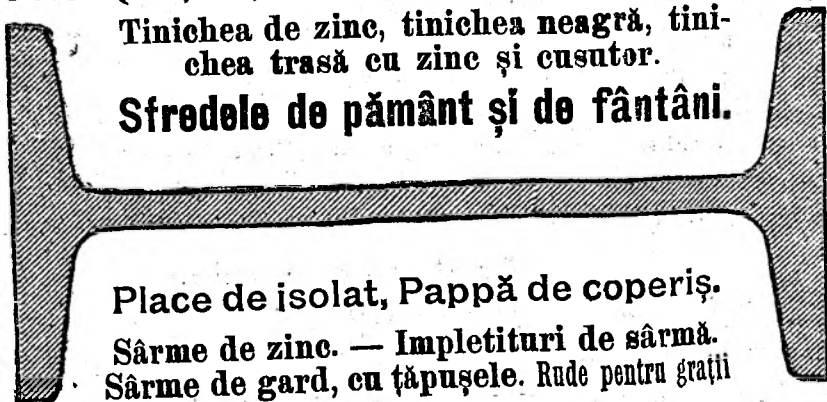 Tinichea de zinc, tinichea neagră, tini-
chea trasă cu zinc și cusutor.
Sfredele de pământ și de fântâni.
Place de isolat, Pappă de coperiș.
Sârme de zinc. — Impletituri de sârmă.
Sârme de gard, cu țăpușele. Rude pentru grații